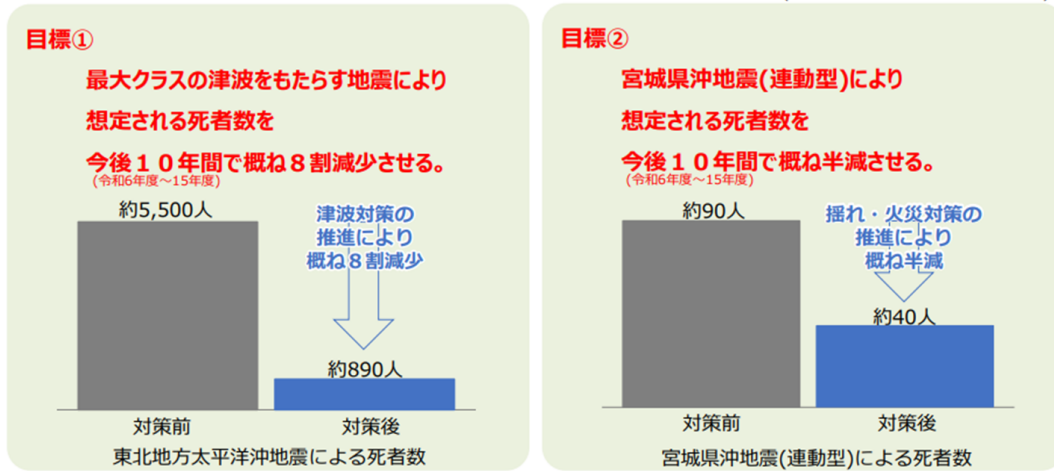 目標①
最大クラスの津波をもたらす地震により
想定される死者数を
今後１０年間で概ね８割減少させる。
(令和6年度～15年度)
約5,500人
津波対策の
推進により
概ね８割減少
約890人
対策前
対策後
東北地方太平洋沖地震による死者数
目標②
宮城県沖地震(連動型)により
想定される死者数を
今後１０年間で概ね半減させる。
(令和6年度～15年度)
約90人
揺れ・火災対策の
推進により
概ね半減
約40人
対策前
対策後
宮城県沖地震(連動型)による死者数